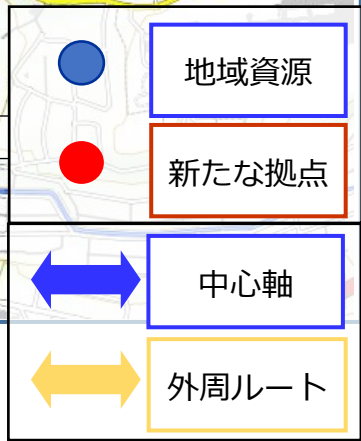 地域資源
新たな拠点
中心軸
外周ルート